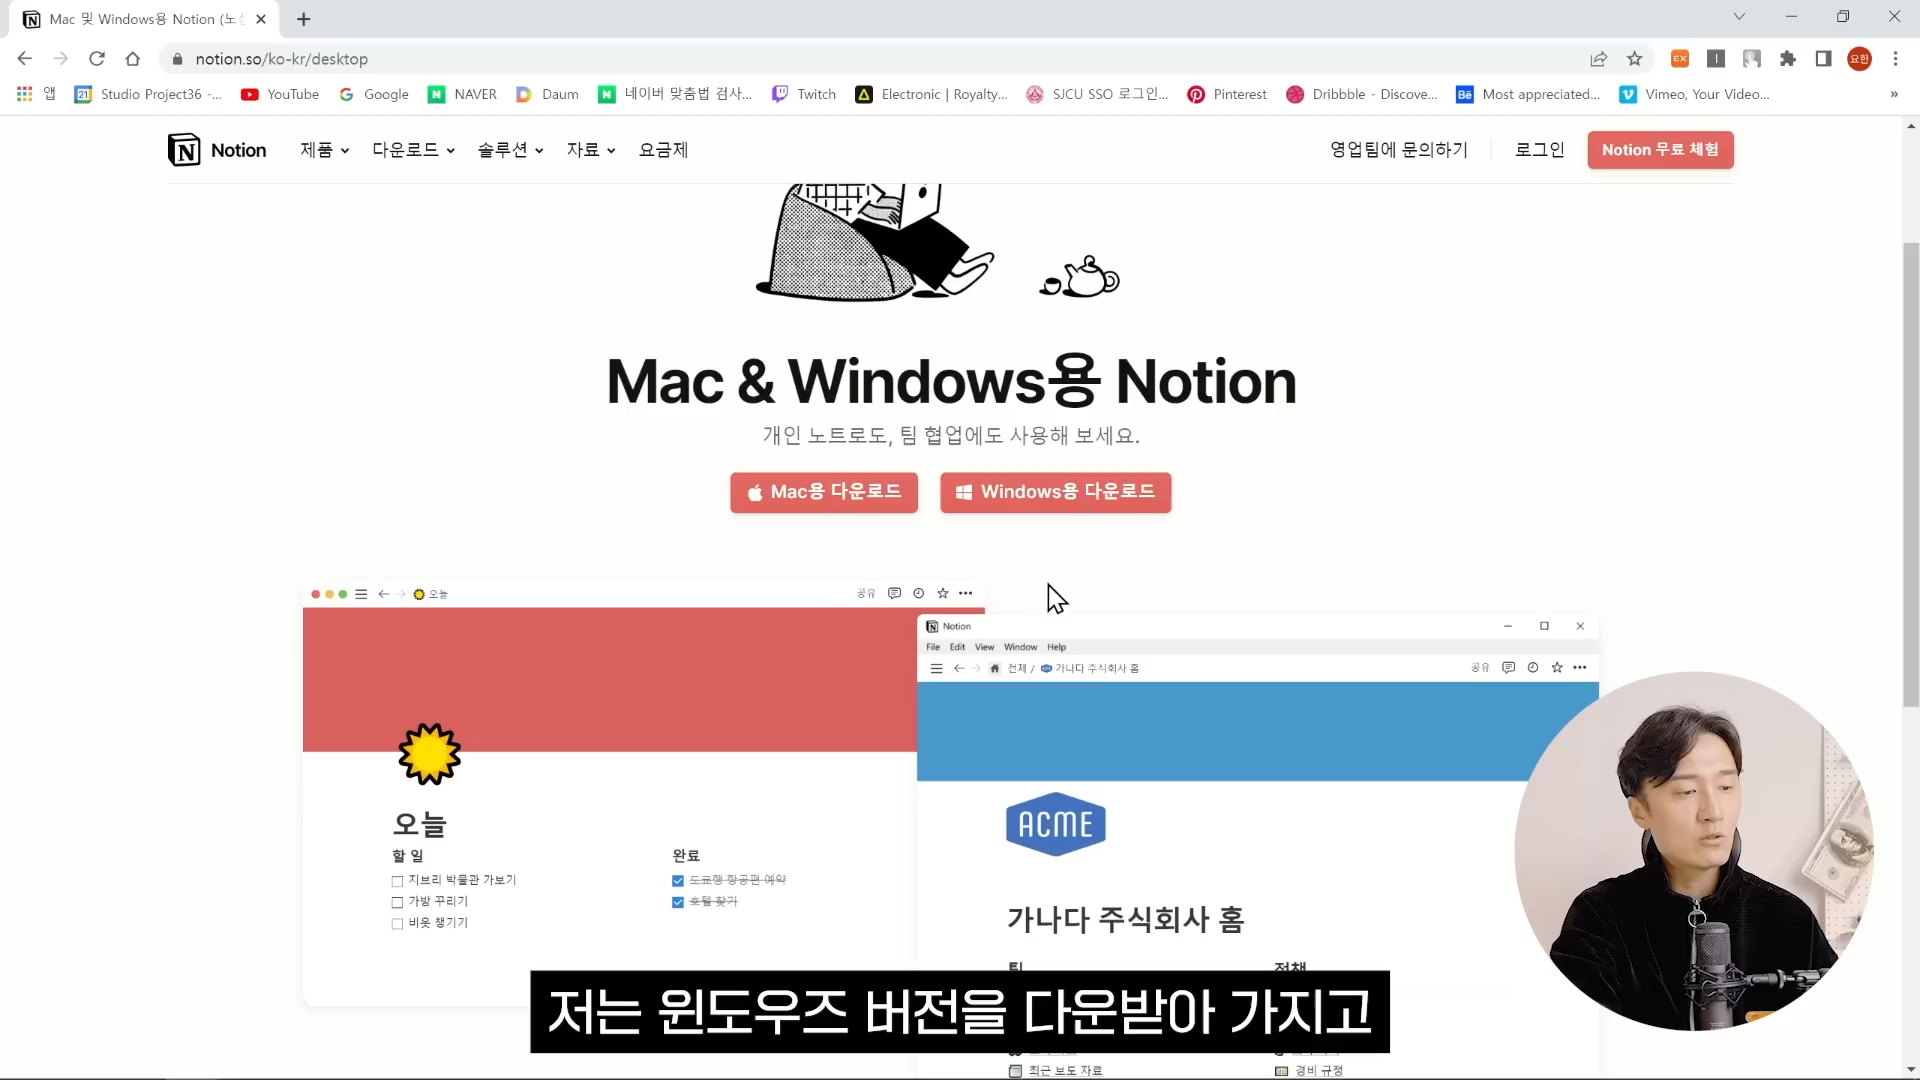 Mac 및 Windows용 Notion (노션
notion.so/ko-kr/desktop
EX
요한
앱
21 Studio Project36 -...
YouTube
Google
NAVER
Daum
네이버 맞춤법 검사...
Twitch
Electronic | Royalty...
SJCU SSO 로그인...
Pinterest
Dribbble - Discove...
Bē Most appreciated...
Vimeo, Your Video...
Notion
제품
다운로드
솔루션
자료
요금제
영업팀에 문의하기
로그인
Notion 무료 체험
Mac & Windows용 Notion
개인 노트로도, 팀 협업에도 사용해 보세요.
Mac용 다운로드
Windows용 다운로드
오늘
공유
오늘
할 일
지브리 박물관 가보기
가방 꾸리기
비옷 챙기기
완료
도쿄행 항공편 예약
호텔 찾기
Notion
File Edit View Window Help
전체 / 가나다 주식회사 홈
공유
ACME
가나다 주식회사 홈
팀
정책
최근 보도 자료
경비 규정
저는 윈도우즈 버전을 다운받아 가지고